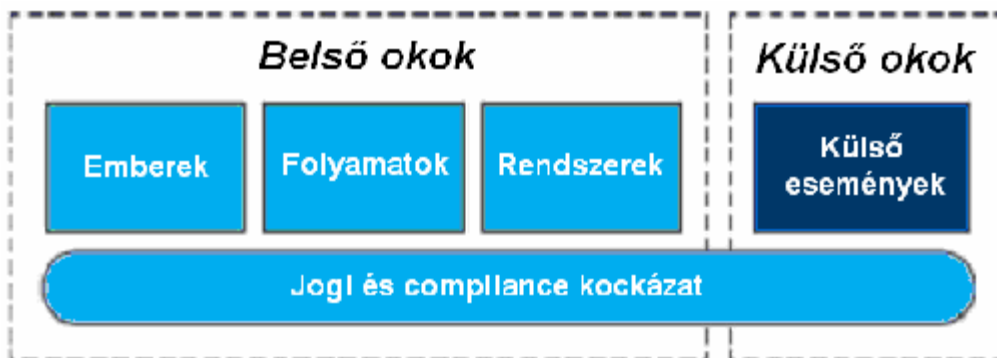 Belső okok
Külső okok
Emberek
Folyamatok
Rendszerek
Külső
események
Jogi és compliance kockázat